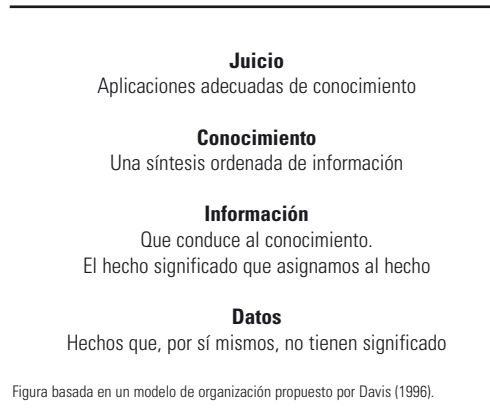 Juicio
Aplicaciones adecuadas de conocimiento
Conocimiento
Una síntesis ordenada de información
Información
Que conduce al conocimiento.
El hecho significado que asignamos al hecho
Datos
Hechos que, por sí mismos, no tienen significado
Figura basada en un modelo de organización propuesto por Davis (1996).